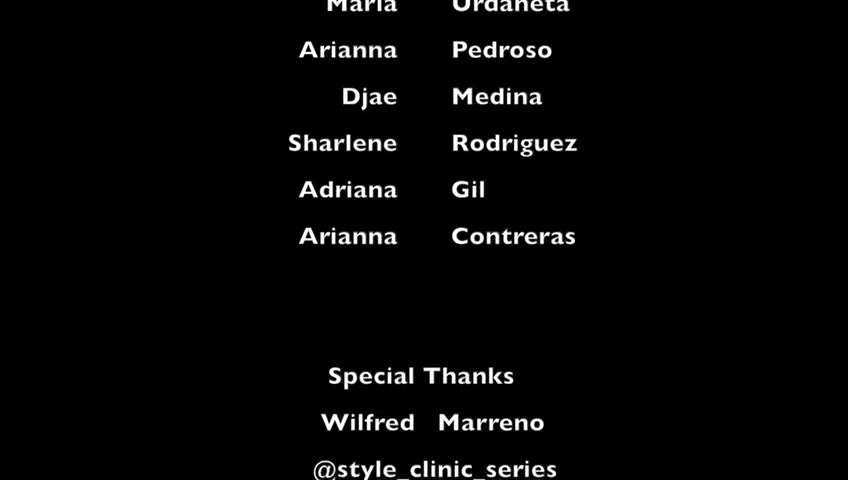 Maria Urdaneta
Arianna Pedroso
Djae Medina
Sharlene Rodriguez
Adriana Gil
Arianna Contreras
Special Thanks
Wilfred Marreno
@style_clinic_series